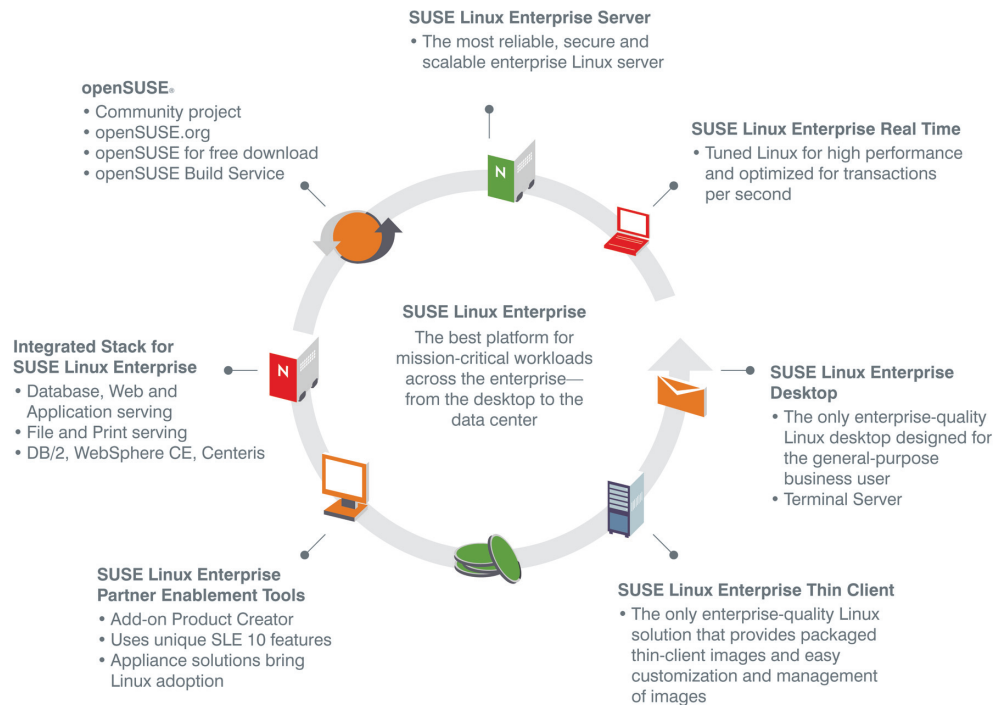 SUSE Linux Enterprise Server
• The most reliable, secure and
scalable enterprise Linux server
openSUSE®
• Community project
• openSUSE.org
• openSUSE for free download
• openSUSE Build Service
SUSE Linux Enterprise Real Time
• Tuned Linux for high performance
and optimized for transactions
per second
N
SUSE Linux Enterprise
The best platform for
mission-critical workloads
across the enterprise—
from the desktop to the
data center
Integrated Stack for
SUSE Linux Enterprise
• Database, Web and
Application serving
• File and Print serving
• DB/2, WebSphere CE, Centeris
N
SUSE Linux Enterprise
Desktop
• The only enterprise-quality
Linux desktop designed for
the general-purpose
business user
• Terminal Server
SUSE Linux Enterprise
Partner Enablement Tools
• Add-on Product Creator
• Uses unique SLE 10 features
• Appliance solutions bring
Linux adoption
SUSE Linux Enterprise Thin Client
• The only enterprise-quality Linux
solution that provides packaged
thin-client images and easy
customization and management
of images